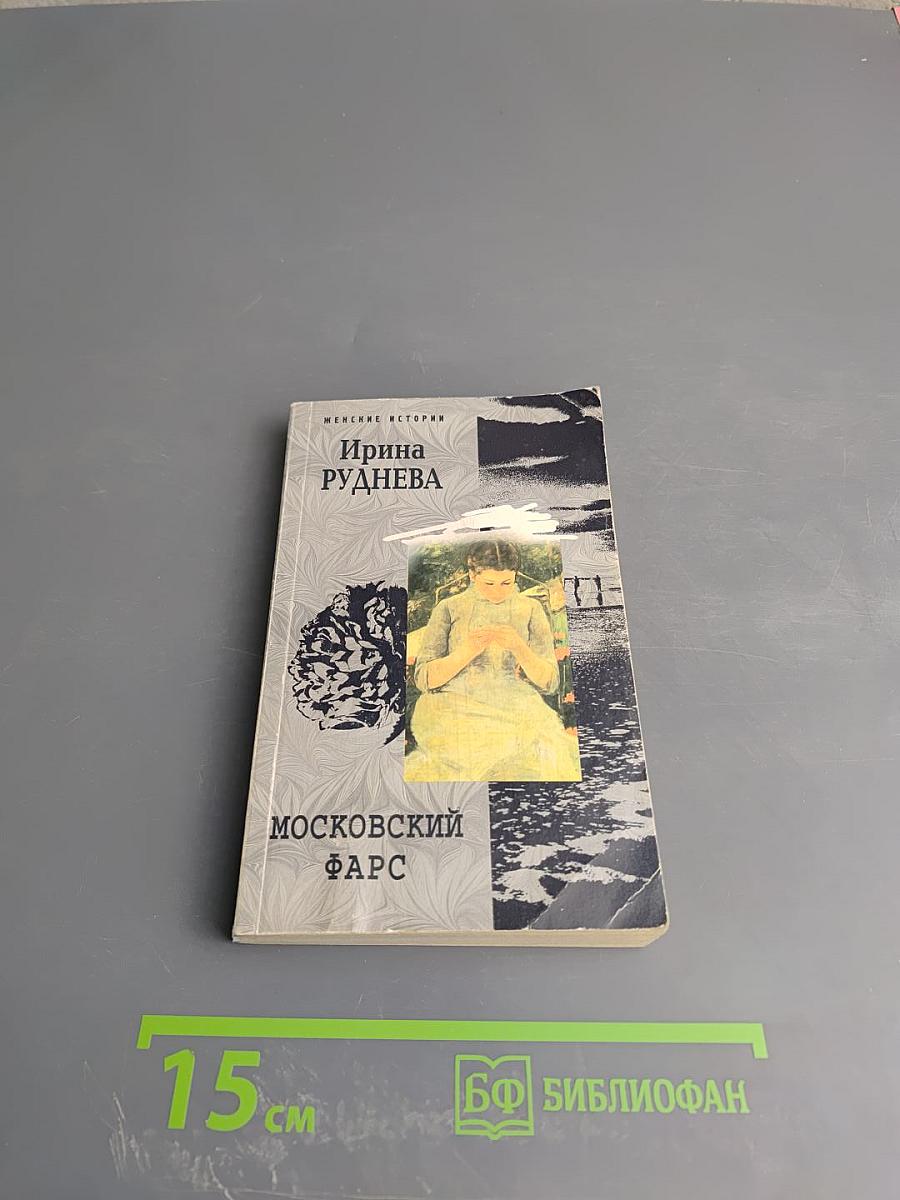 ЖЕНСКИЕ ИСТОРИИ
Ирина
РУДНЕВА
МОСКОВСКИЙ
ФАРС
15 см
БФ БИБЛИОФАН